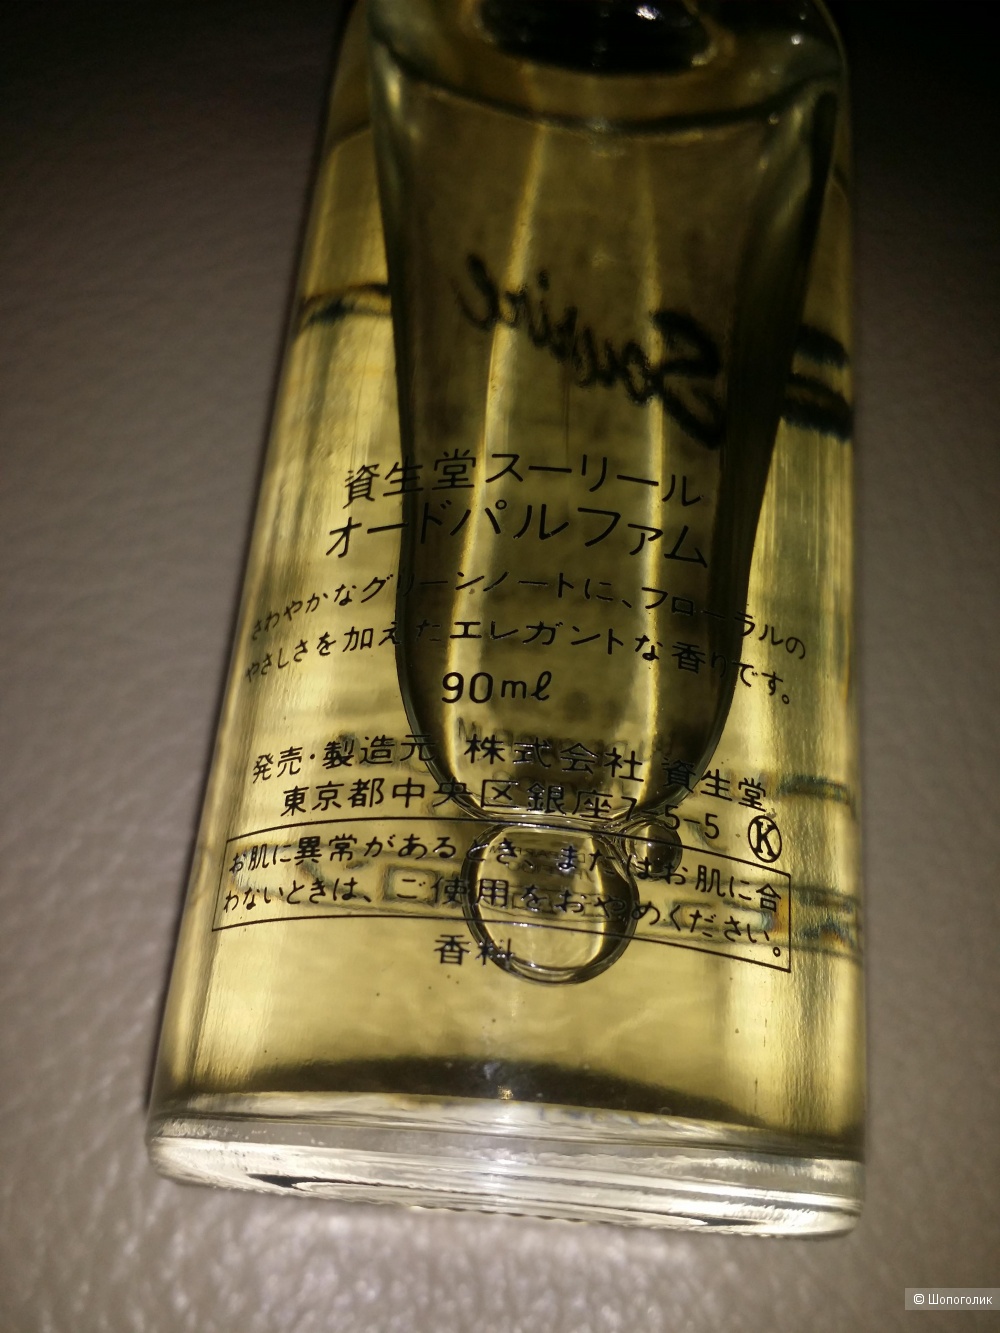 Sourire
資生堂スーリール
オードパルファム
さわやかなグリーンノートに、フローラルの
やさしさを加えたエレガントな香りです。
90ml
発売・製造元 株式会社 資生堂
東京都中央区銀座7-5-5 Ⓚ
お肌に異常があるとき、またはお肌に合
わないときは、ご使用をおやめください。
香料
© Шопоголик